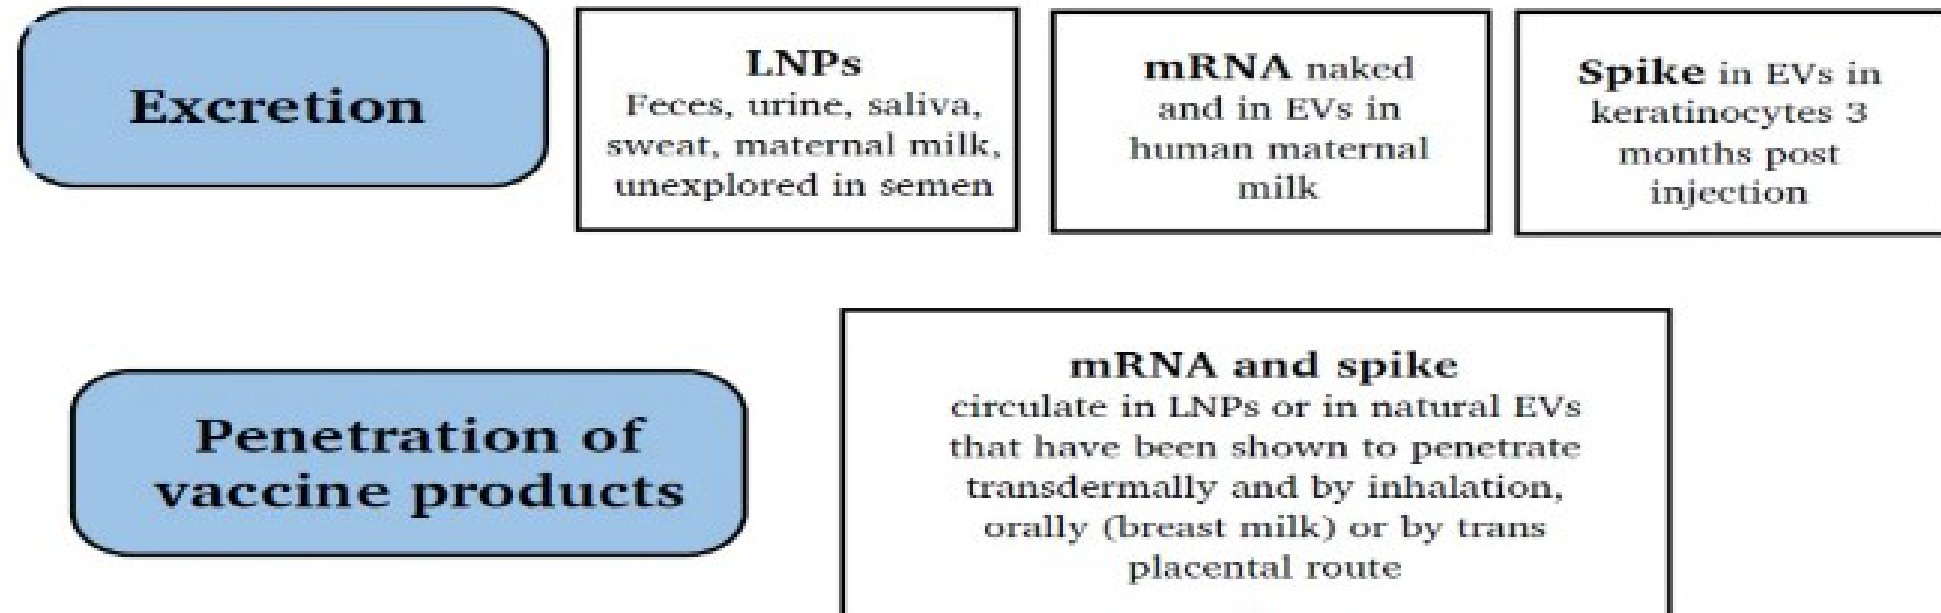 Excretion
LNPs
Feces, urine, saliva,
sweat, maternal milk,
unexplored in semen
mRNA naked
and in EVs in
human maternal
milk
Spike in EVs in
keratinocytes 3
months post
injection
Penetration of
vaccine products
mRNA and spike
circulate in LNPs or in natural EVs
that have been shown to penetrate
transdermally and by inhalation,
orally (breast milk) or by trans
placental route